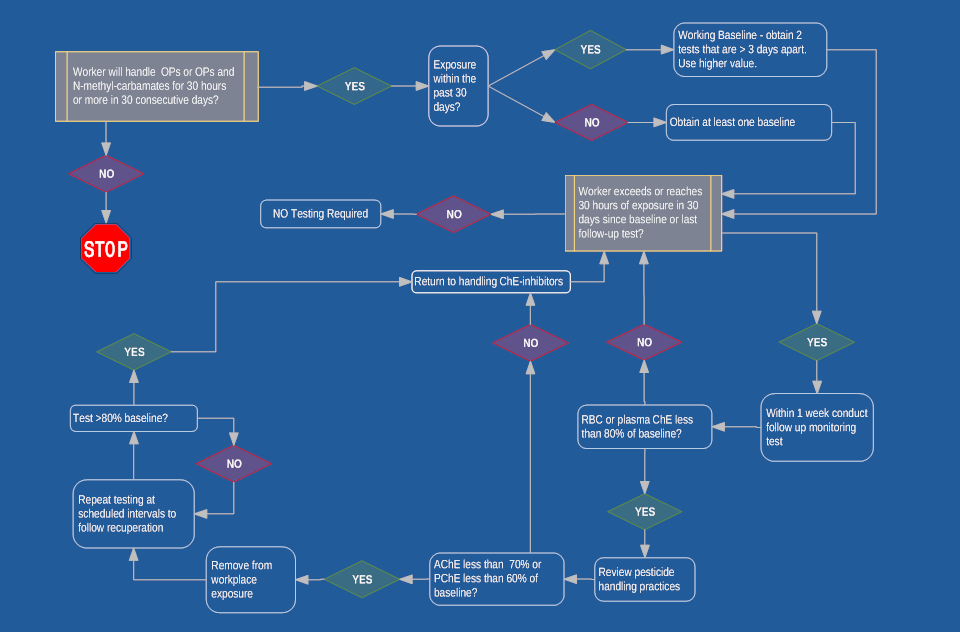 Worker will handle  OPs or OPs and
N-methyl-carbamates for 30 hours
or more in 30 consecutive days?
YES
Exposure
within the
past 30
days?
YES
Working Baseline - obtain 2
tests that are > 3 days apart.
Use higher value.
NO
Obtain at least one baseline
NO
STOP
Worker exceeds or reaches
30 hours of exposure in 30
days since baseline or last
follow-up test?
NO
NO Testing Required
Return to handling ChE-inhibitors
YES
NO
NO
YES
Test >80% baseline?
NO
RBC or plasma ChE less
than 80% of baseline?
Within 1 week conduct
follow up monitoring
test
Repeat testing at
scheduled intervals to
follow recuperation
YES
Remove from
workplace
exposure
YES
AChE less than  70% or
PChE less than 60% of
baseline?
Review pesticide
handling practices